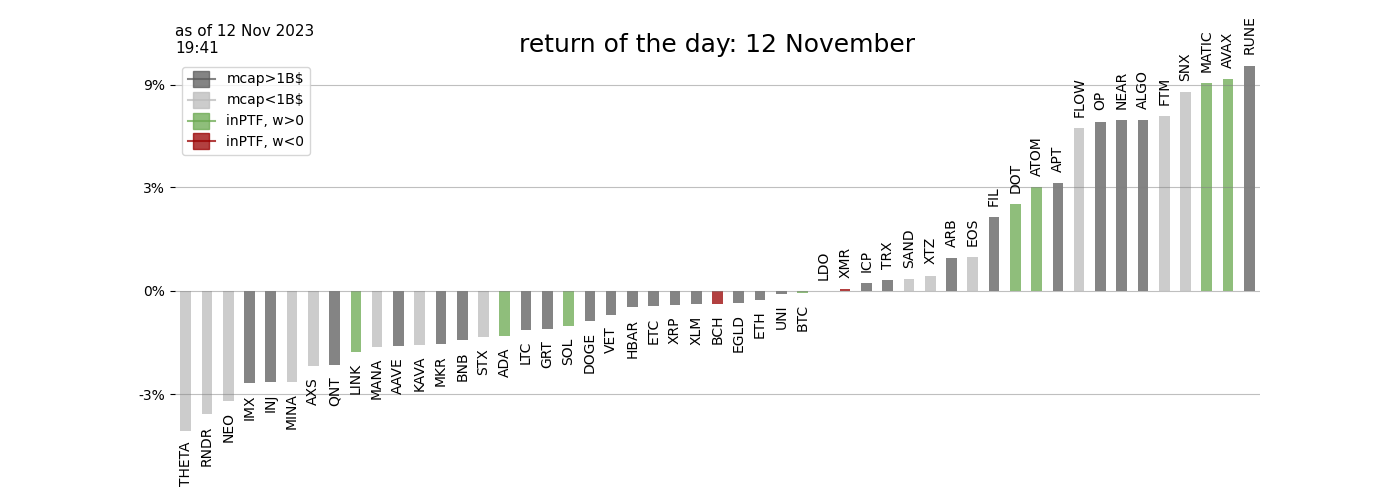 as of 12 Nov 2023
19:41
return of the day: 12 November
mcap>1B$
mcap<1B$
inPTF, w>0
inPTF, w<0
9%
3%
0%
-3%
THETA
RNDR
NEO
IMX
INJ
MINA
AXS
QNT
LINK
MANA
AAVE
KAVA
MKR
BNB
STX
ADA
LTC
GRT
SOL
DOGE
VET
HBAR
ETC
XRP
XLM
BCH
EGLD
ETH
UNI
BTC
LDO
XMR
ICP
TRX
SAND
XTZ
ARB
EOS
FIL
DOT
ATOM
APT
FLOW
OP
NEAR
ALGO
FTM
SNX
MATIC
AVAX
RUNE